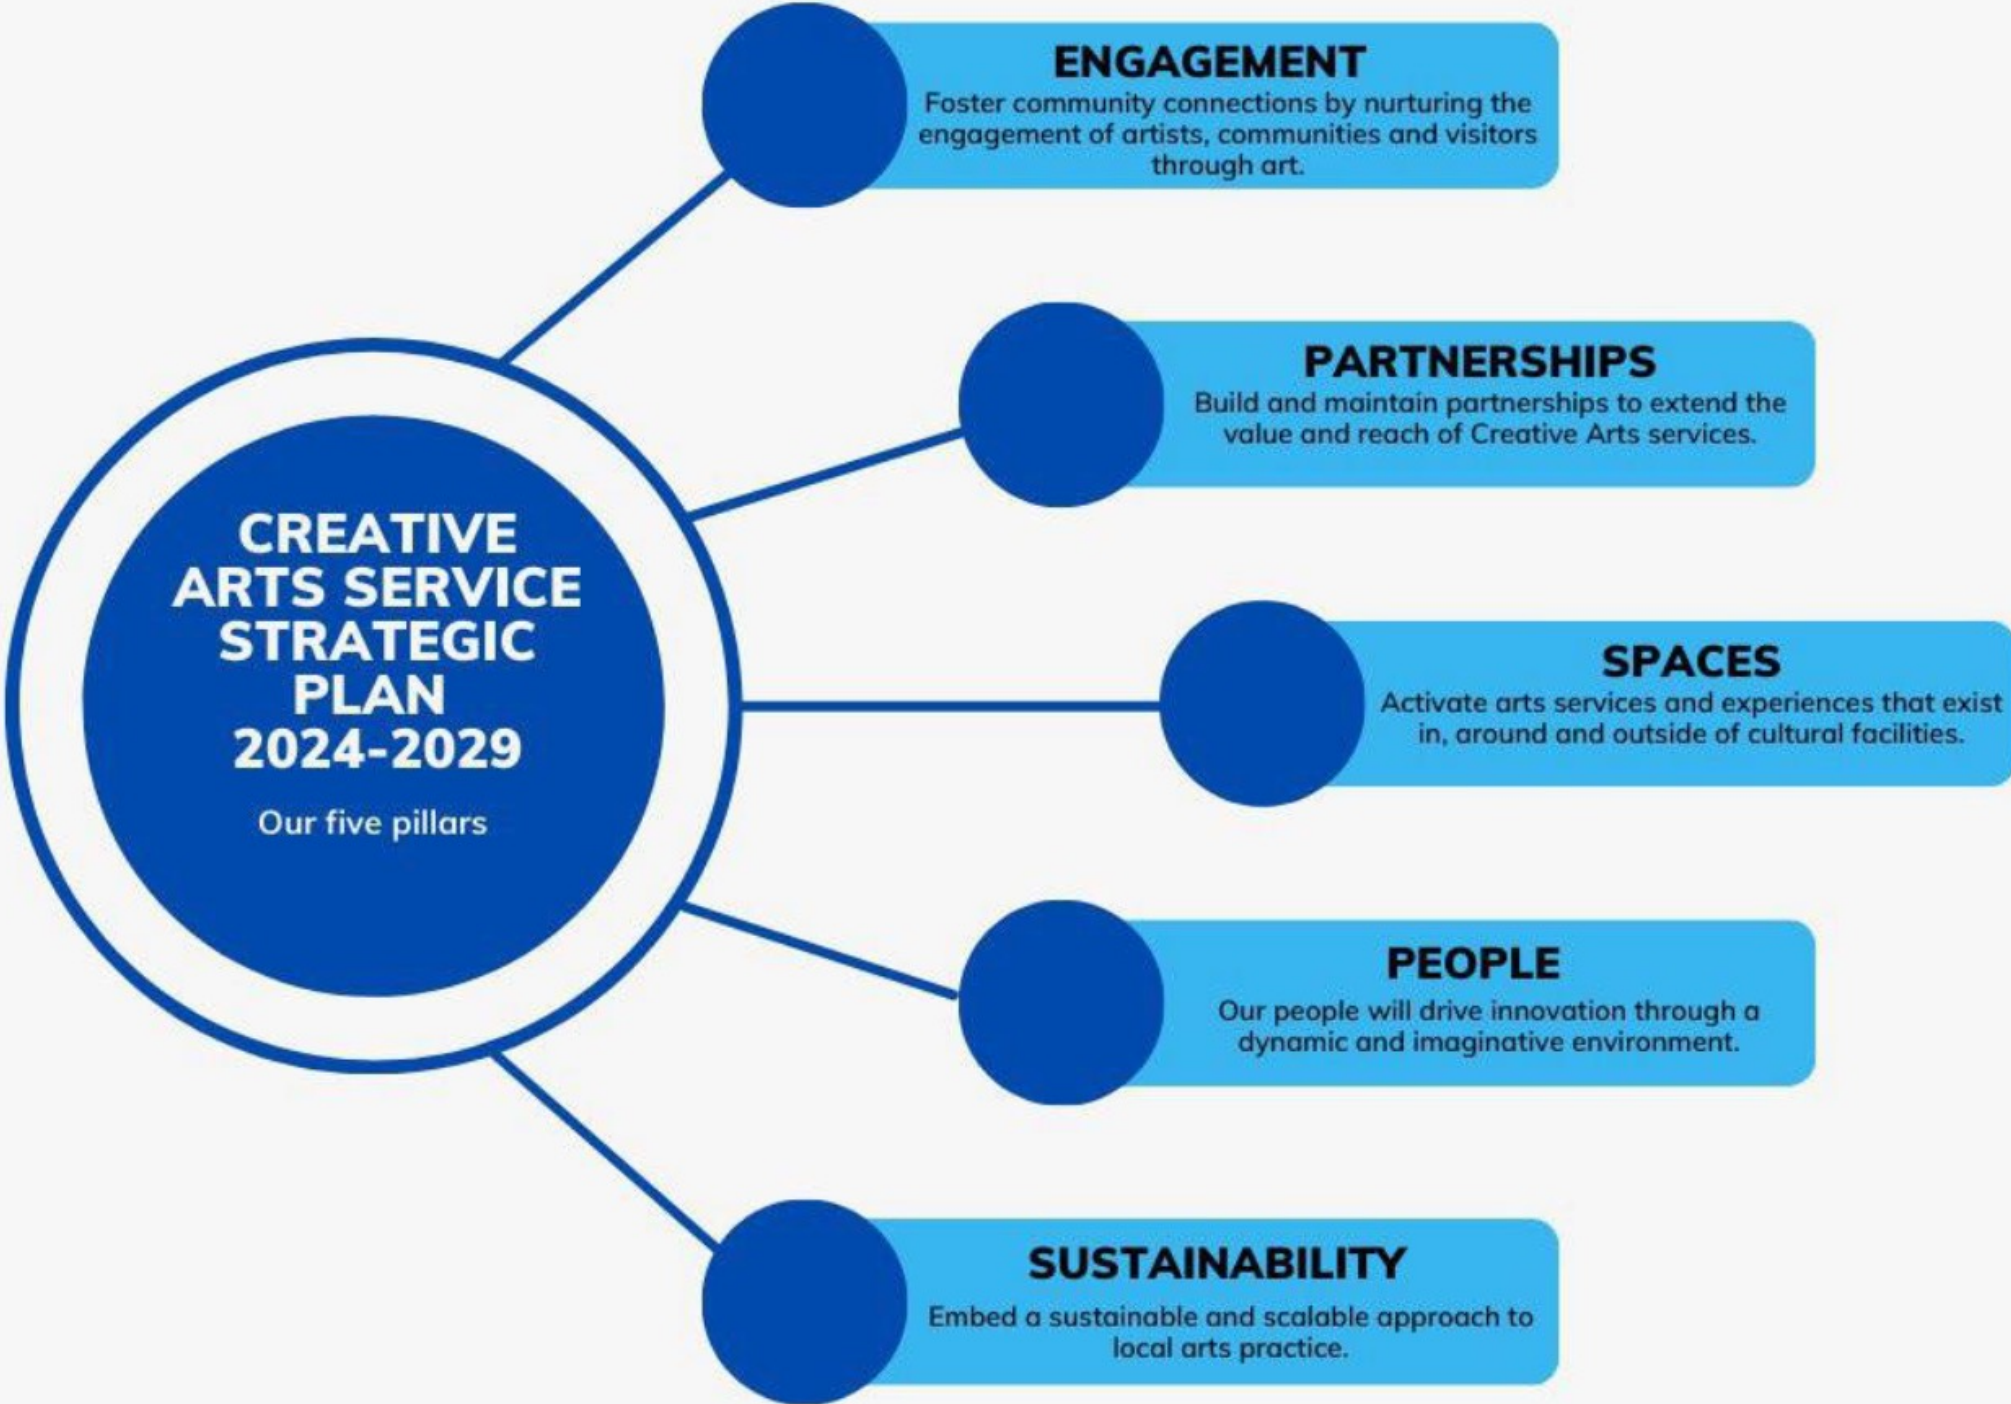 CREATIVE
ARTS SERVICE
STRATEGIC
PLAN
2024-2029
Our five pillars
ENGAGEMENT
Foster community connections by nurturing the
engagement of artists, communities and visitors
through art.
PARTNERSHIPS
Build and maintain partnerships to extend the
value and reach of Creative Arts services.
SPACES
Activate arts services and experiences that exist
in, around and outside of cultural facilities.
PEOPLE
Our people will drive innovation through a
dynamic and imaginative environment.
SUSTAINABILITY
Embed a sustainable and scalable approach to
local arts practice.